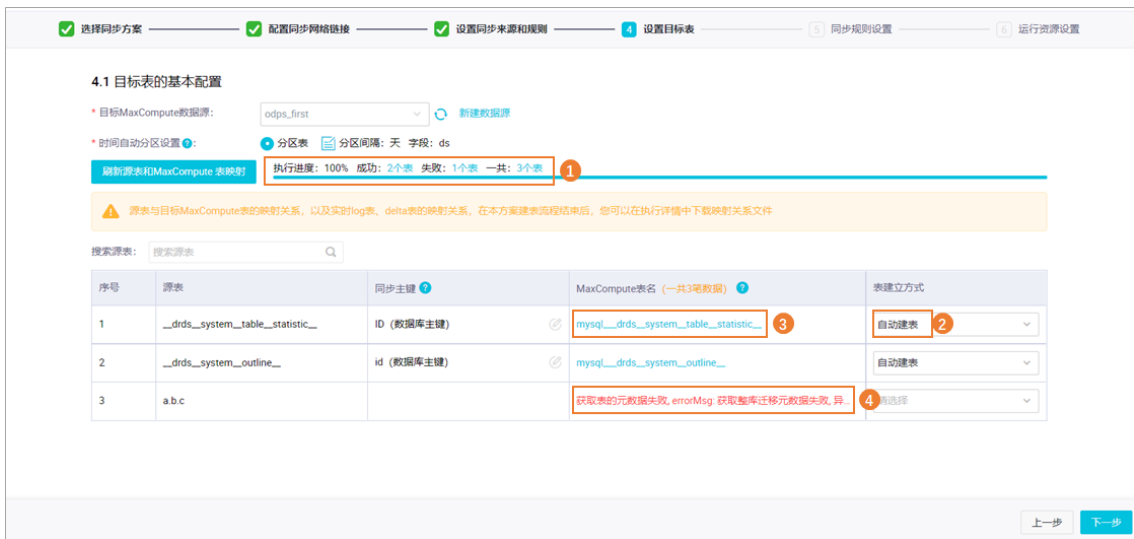 选择同步方案
配置同步网络链接
设置同步来源和规则
4 设置目标表
5 同步规则设置
6 运行资源设置
4.1 目标表的基本配置
* 目标MaxCompute数据源: odps_first 新建数据源
* 时间自动分区设置 ?: 分区表 分区间隔: 天 字段: ds
刷新源表和MaxCompute 表映射 执行进度: 100% 成功: 2个表 失败: 1个表 一共: 3个表 1
源表与目标MaxCompute表的映射关系, 以及实时log表、delta表的映射关系, 在本方案建表流程结束后, 您可以在执行详情中下载映射关系文件
搜索源表: 搜索源表
序号 源表 同步主键 ? MaxCompute表名 (一共3笔数据) ? 表建立方式
1 __drds__system__table__statistic__ ID (数据库主键) mysql___drds__system__table__statistic__ 3 自动建表 2
2 __drds__system__outline__ id (数据库主键) mysql___drds__system__outline__ 自动建表
3 a.b.c 获取表的元数据失败, errorMsg: 获取整库迁移元数据失败, 异... 4 请选择
上一步 下一步